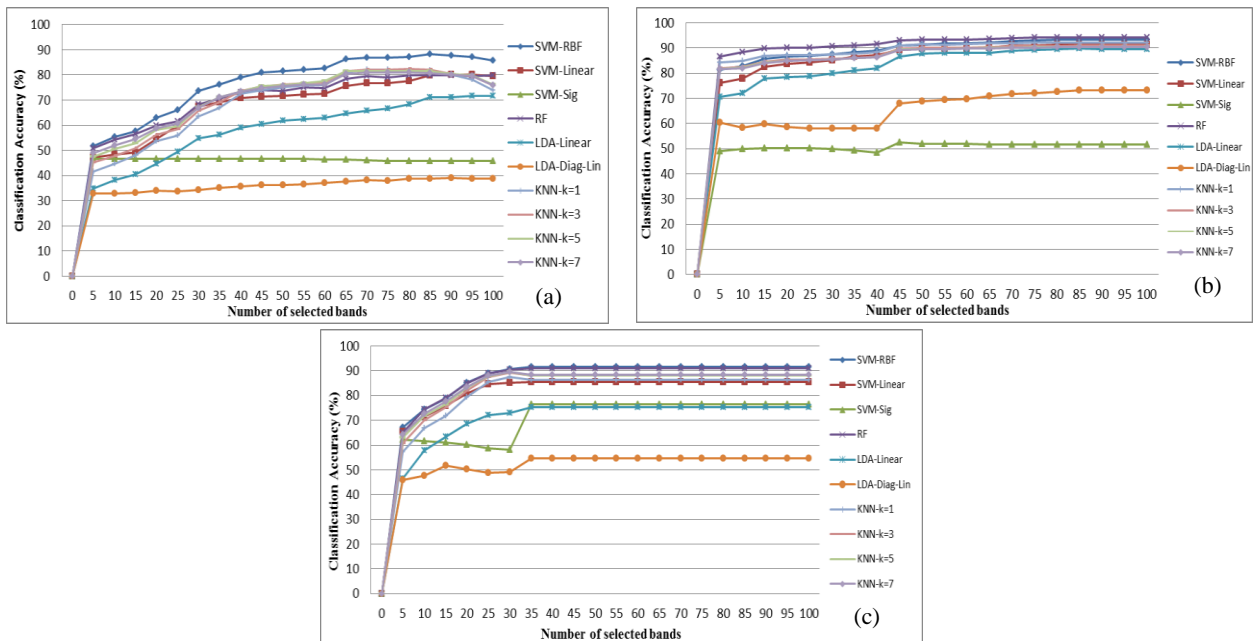 100
90
80
70
60
50
40
30
20
10
0
Classification Accuracy (%)
0 5 10 15 20 25 30 35 40 45 50 55 60 65 70 75 80 85 90 95 100
Number of selected bands
SVM-RBF
SVM-Linear
SVM-Sig
RF
LDA-Linear
LDA-Diag-Lin
KNN-k=1
KNN-k=3
KNN-k=5
KNN-k=7
(a)
100
90
80
70
60
50
40
30
20
10
0
Classification Accuracy (%)
0 5 10 15 20 25 30 35 40 45 50 55 60 65 70 75 80 85 90 95 100
Number of selected bands
SVM-RBF
SVM-Linear
SVM-Sig
RF
LDA-Linear
LDA-Diag-Lin
KNN-k=1
KNN-k=3
KNN-k=5
KNN-k=7
(b)
100
90
80
70
60
50
40
30
20
10
0
Classification Accuracy (%)
0 5 10 15 20 25 30 35 40 45 50 55 60 65 70 75 80 85 90 95 100
Number of selected bands
SVM-RBF
SVM-Linear
SVM-Sig
RF
LDA-Linear
LDA-Diag-Lin
KNN-k=1
KNN-k=3
KNN-k=5
KNN-k=7
(c)